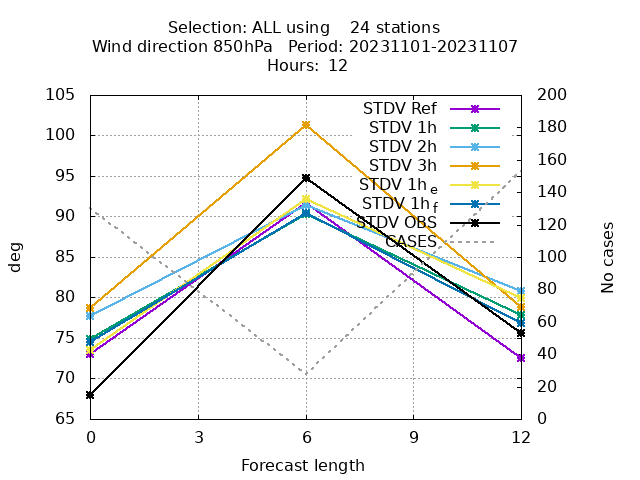 Selection: ALL using 24 stations
Wind direction 850hPa Period: 20231101-20231107
Hours: 12
105
100
95
90
85
80
75
70
65
200
180
160
140
120
100
80
60
40
20
0
deg
No cases
STDV Ref
STDV 1h
STDV 2h
STDV 3h
STDV 1h e
STDV 1h f
STDV OBS
CASES
0 3 6 9 12
Forecast length